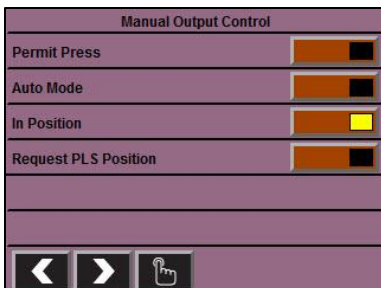 Manual Output Control
Permit Press
Auto Mode
In Position
Request PLS Position